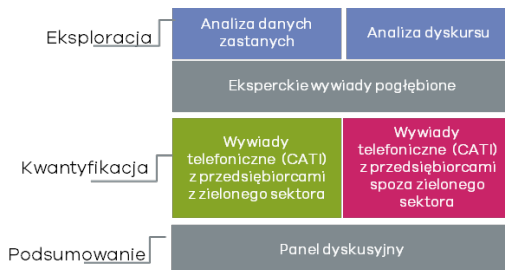 Eksploracja
Analiza danych
zastanych
Analiza dyskursu
Eksperckie wywiady pogłębione
Kwantyfikacja
Wywiady
telefoniczne (CATI)
z przedsiębiorcami
z zielonego sektora
Wywiady
telefoniczne (CATI)
z przedsiębiorcami
spoza zielonego
sektora
Podsumowanie
Panel dyskusyjny